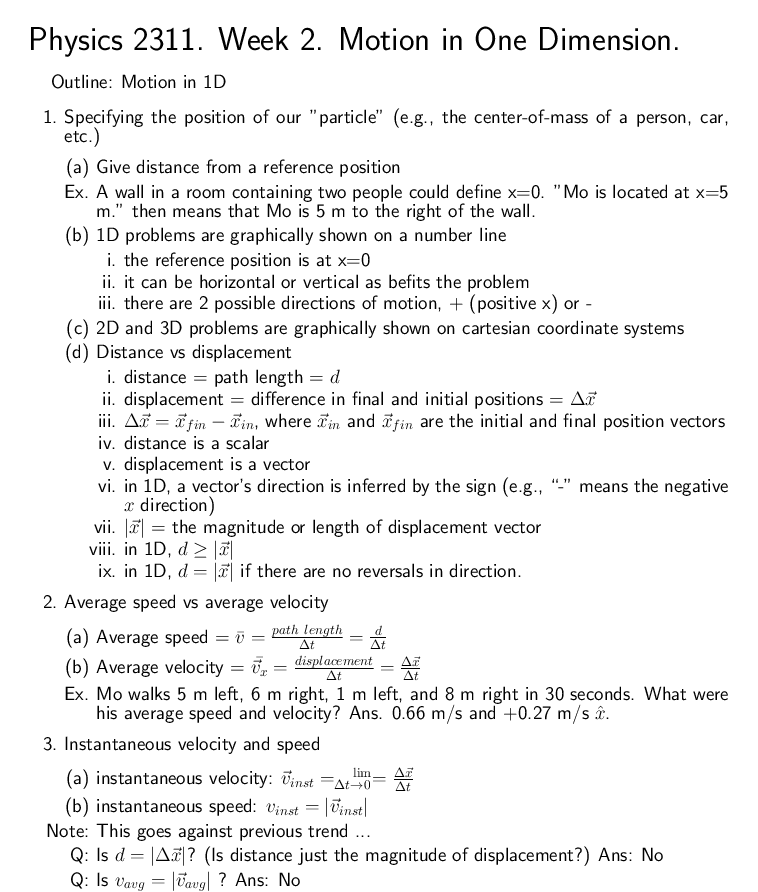 Physics 2311. Week 2. Motion in One Dimension.
Outline: Motion in 1D
1. Specifying the position of our "particle" (e.g., the center-of-mass of a person, car,
etc.)
(a) Give distance from a reference position
Ex. A wall in a room containing two people could define x=0. "Mo is located at x=5
m." then means that Mo is 5 m to the right of the wall.
(b) 1D problems are graphically shown on a number line
i. the reference position is at x=0
ii. it can be horizontal or vertical as befits the problem
iii. there are 2 possible directions of motion, + (positive x) or -
(c) 2D and 3D problems are graphically shown on cartesian coordinate systems
(d) Distance vs displacement
i. distance = path length = $d$
ii. displacement = difference in final and initial positions = $\Delta\vec{x}$
iii. $\Delta\vec{x} = \vec{x}_{fin} - \vec{x}_{in}$, where $\vec{x}_{in}$ and $\vec{x}_{fin}$ are the initial and final position vectors
iv. distance is a scalar
v. displacement is a vector
vi. in 1D, a vector's direction is inferred by the sign (e.g., “-” means the negative
$x$ direction)
vii. $|\vec{x}|$ = the magnitude or length of displacement vector
viii. in 1D, $d \geq |\vec{x}|$
ix. in 1D, $d = |\vec{x}|$ if there are no reversals in direction.
2. Average speed vs average velocity
(a) Average speed = $\bar{v} = \frac{path\ length}{\Delta t} = \frac{d}{\Delta t}$
(b) Average velocity = $\bar{\vec{v}}_x = \frac{displacement}{\Delta t} = \frac{\Delta\vec{x}}{\Delta t}$
Ex. Mo walks 5 m left, 6 m right, 1 m left, and 8 m right in 30 seconds. What were
his average speed and velocity? Ans. 0.66 m/s and +0.27 m/s $\hat{x}$.
3. Instantaneous velocity and speed
(a) instantaneous velocity: $\vec{v}_{inst} = \lim_{\Delta t \to 0} = \frac{\Delta\vec{x}}{\Delta t}$
(b) instantaneous speed: $v_{inst} = |\vec{v}_{inst}|$
Note: This goes against previous trend ...
Q: Is $d = |\Delta\vec{x}|$? (Is distance just the magnitude of displacement?) Ans: No
Q: Is $v_{avg} = |\vec{v}_{avg}|$ ? Ans: No